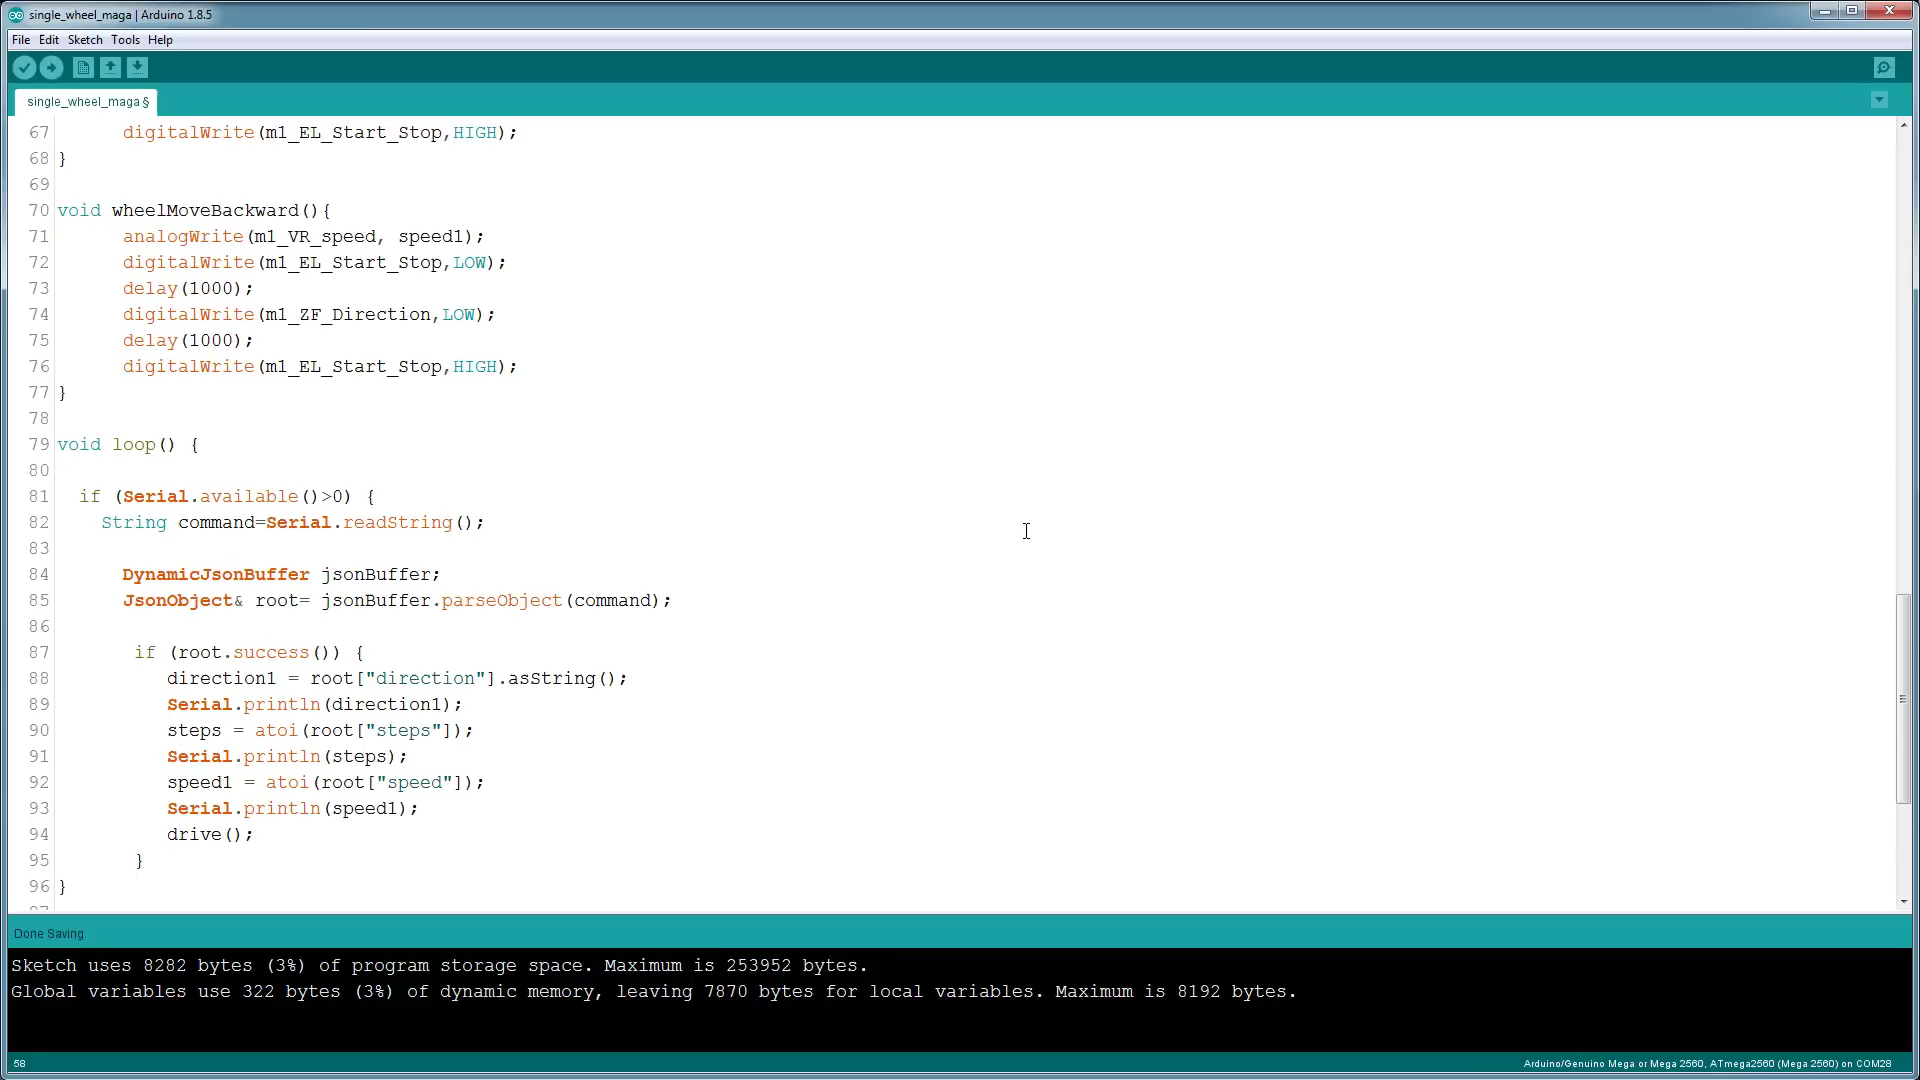 single_wheel_maga | Arduino 1.8.5
File Edit Sketch Tools Help
single_wheel_maga §
67 digitalWrite(m1_EL_Start_Stop,HIGH);
68 }
69
70 void wheelMoveBackward(){
71 analogWrite(m1_VR_speed, speed1);
72 digitalWrite(m1_EL_Start_Stop,LOW);
73 delay(1000);
74 digitalWrite(m1_ZF_Direction,LOW);
75 delay(1000);
76 digitalWrite(m1_EL_Start_Stop,HIGH);
77 }
78
79 void loop() {
80
81 if (Serial.available()>0) {
82 String command=Serial.readString();
83
84 DynamicJsonBuffer jsonBuffer;
85 JsonObject& root= jsonBuffer.parseObject(command);
86
87 if (root.success()) {
88 direction1 = root["direction"].asString();
89 Serial.println(direction1);
90 steps = atoi(root["steps"]);
91 Serial.println(steps);
92 speed1 = atoi(root["speed"]);
93 Serial.println(speed1);
94 drive();
95 }
96 }
Done Saving.
Sketch uses 8282 bytes (3%) of program storage space. Maximum is 253952 bytes.
Global variables use 322 bytes (3%) of dynamic memory, leaving 7870 bytes for local variables. Maximum is 8192 bytes.
58 Arduino/Genuino Mega or Mega 2560, ATmega2560 (Mega 2560) on COM28